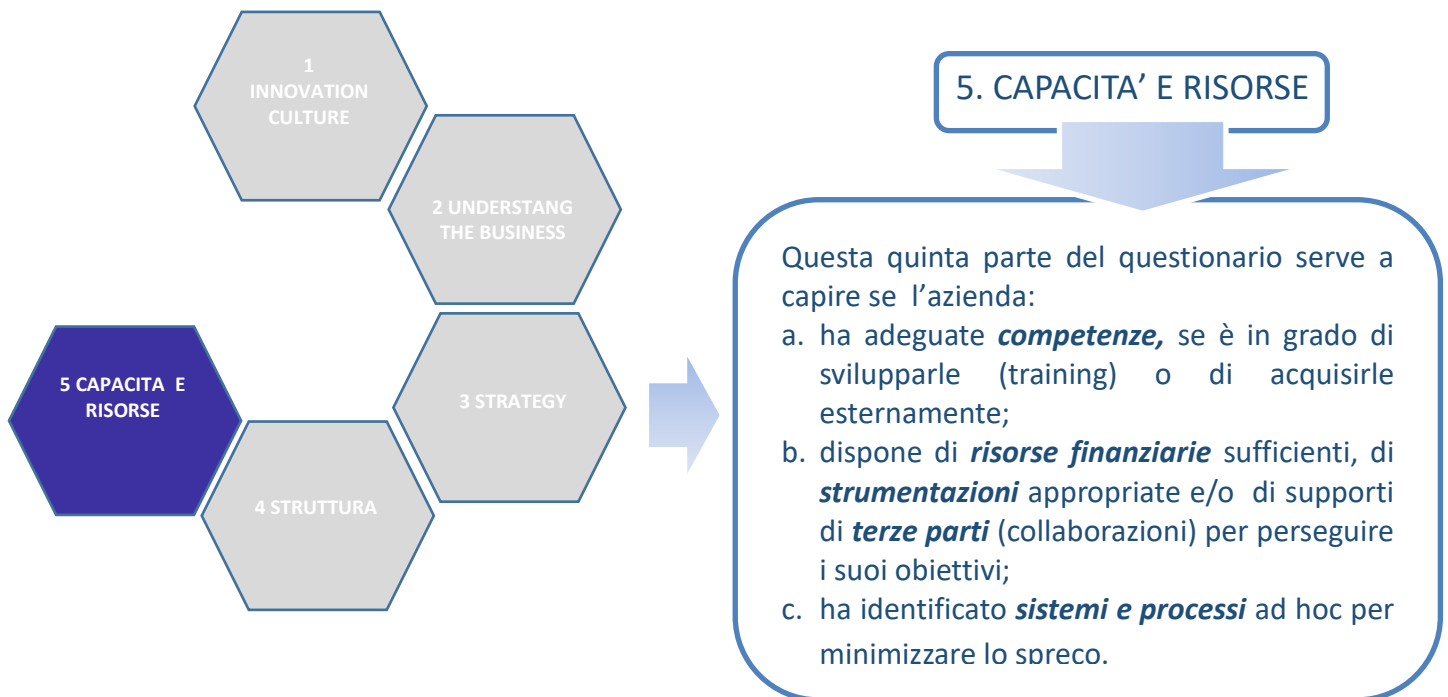 1
INNOVATION
CULTURE
2 UNDERSTANG
THE BUSINESS
3 STRATEGY
4 STRUTTURA
5 CAPACITA E
RISORSE
5. CAPACITA’ E RISORSE
Questa quinta parte del questionario serve a
capire se l’azienda:
a. ha adeguate competenze, se è in grado di
sviluppar​le (training) o di acquisirle
esternamente;
b. dispone di risorse finanziarie sufficienti, di
strumentazioni appropriate e/o di supporti
di terze parti (collaborazioni) per perseguire
i suoi obiettivi;
c. ha identificato sistemi e processi ad hoc per
minimizzare lo spreco.